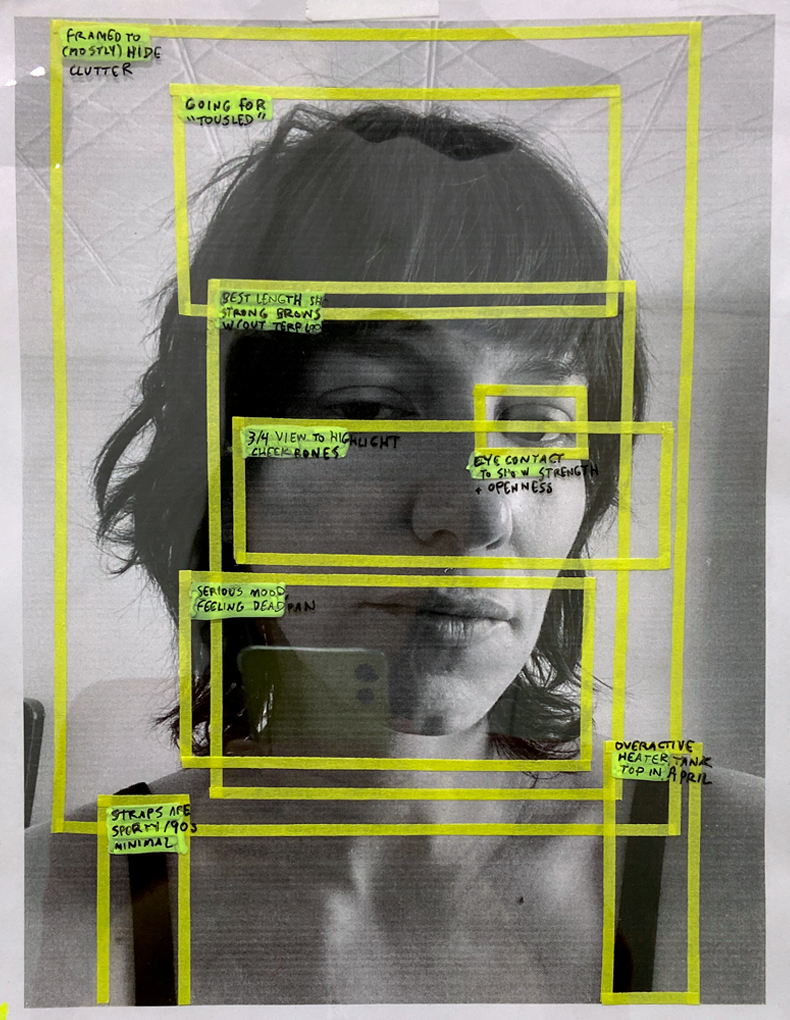 FRAMED TO
(MOSTLY) HIDE
CLUTTER
GOING FOR
"TOUSLED"
BEST LENGTH
STRONG BROWS
W/OUT
3/4 VIEW TO HIGHLIGHT
CHEEKBONES
EYE CONTACT
TO SHOW STRENGTH
+ OPENNESS
SERIOUS MOOD,
FEELING DEADPAN
OVERACTIVE
HEATER, TANK
TOP IN APRIL
STRAPS ARE
SPORTY/90S
MINIMAL